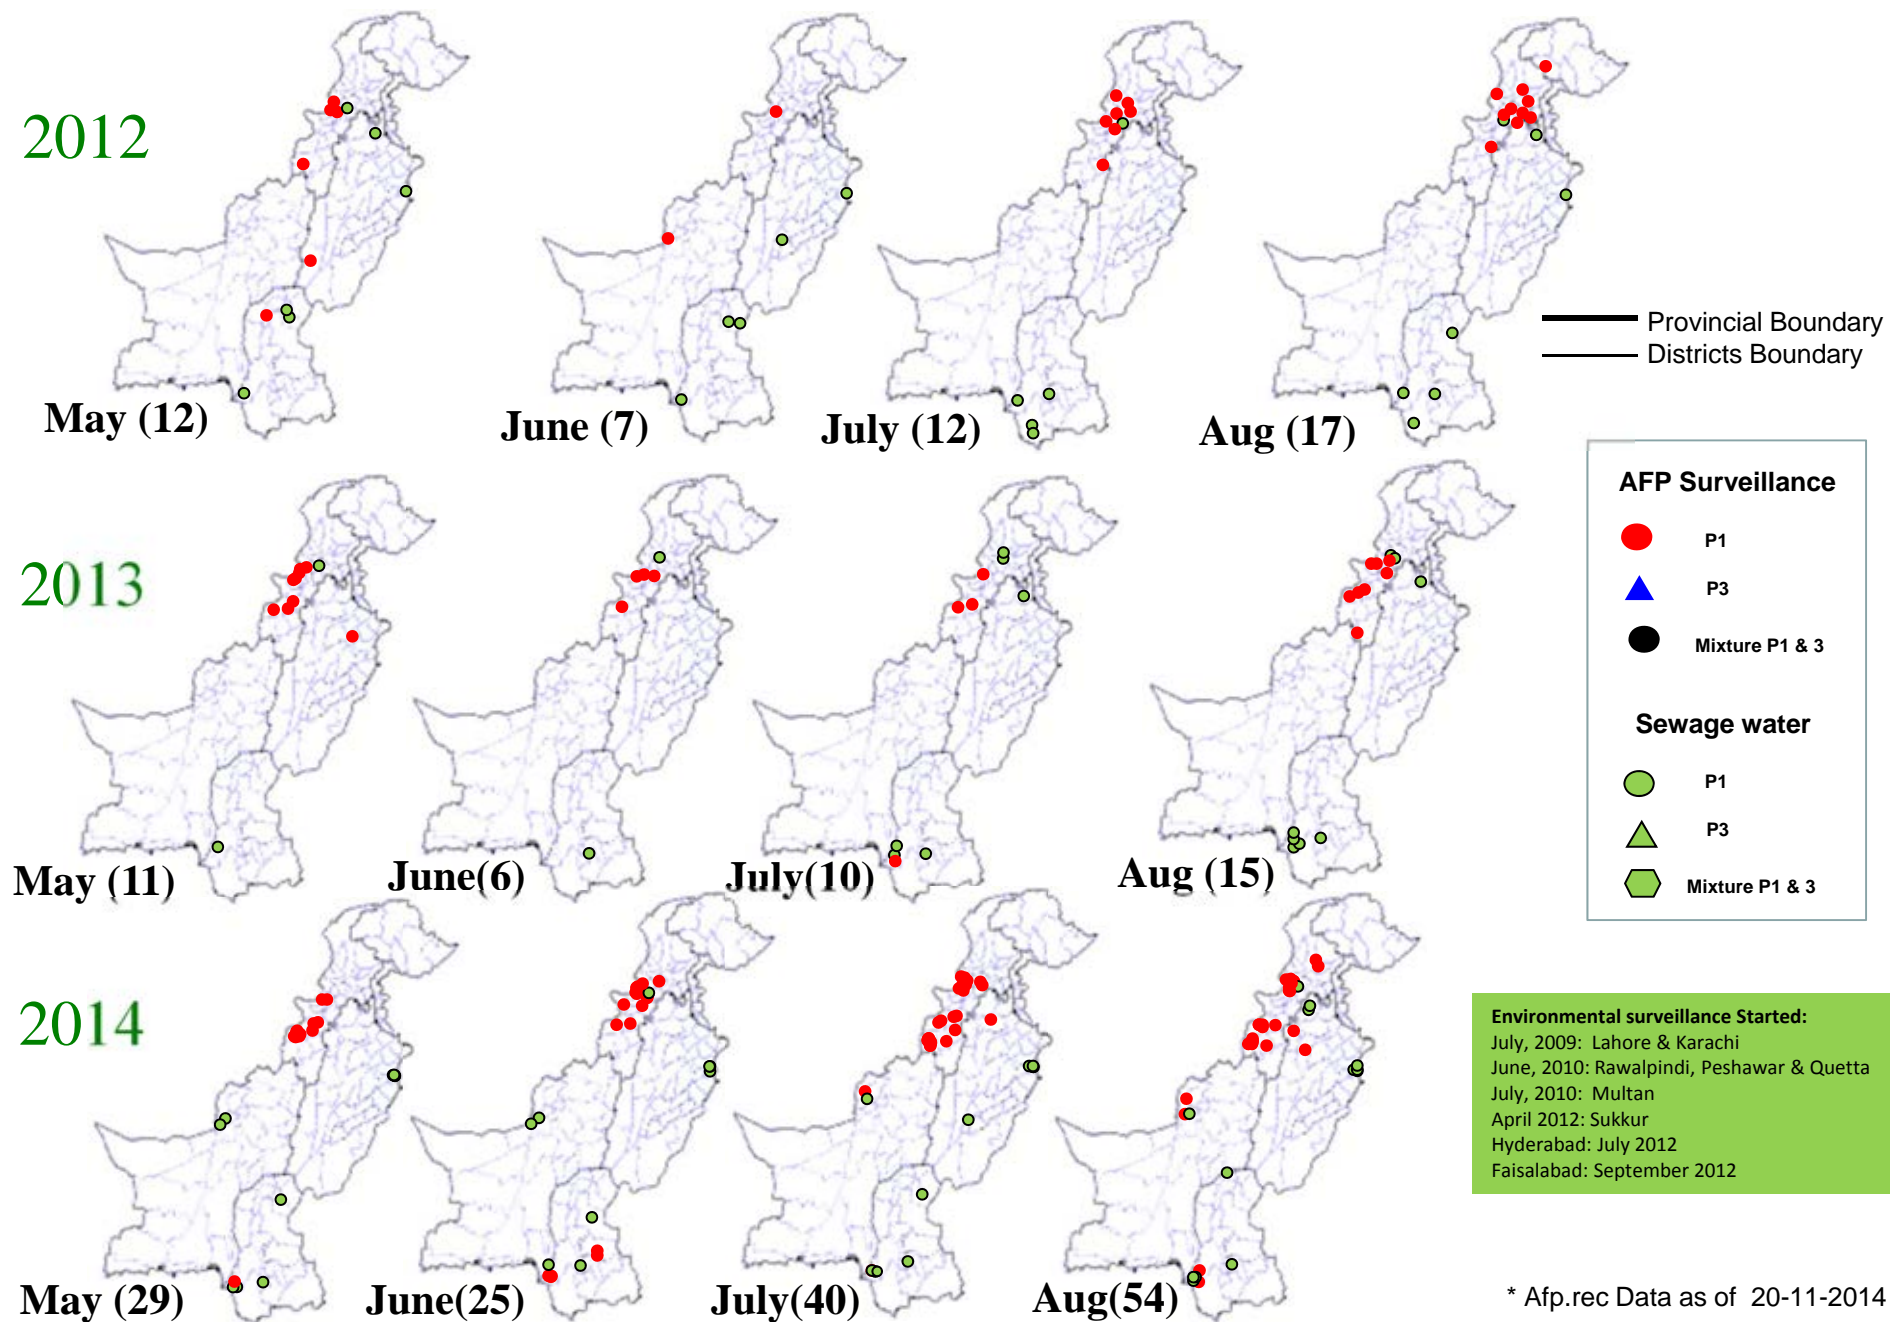 2012
May (12)
June (7)
July (12)
Aug (17)
Provincial Boundary
Districts Boundary
AFP Surveillance
P1
P3
Mixture P1 & 3
Sewage water
P1
P3
Mixture P1 & 3
2013
May (11)
June(6)
July(10)
Aug (15)
2014
May (29)
June(25)
July(40)
Aug(54)
Environmental surveillance Started:
July, 2009: Lahore & Karachi
June, 2010: Rawalpindi, Peshawar & Quetta
July, 2010: Multan
April 2012: Sukkur
Hyderabad: July 2012
Faisalabad: September 2012
* Afp.rec Data as of 20-11-2014